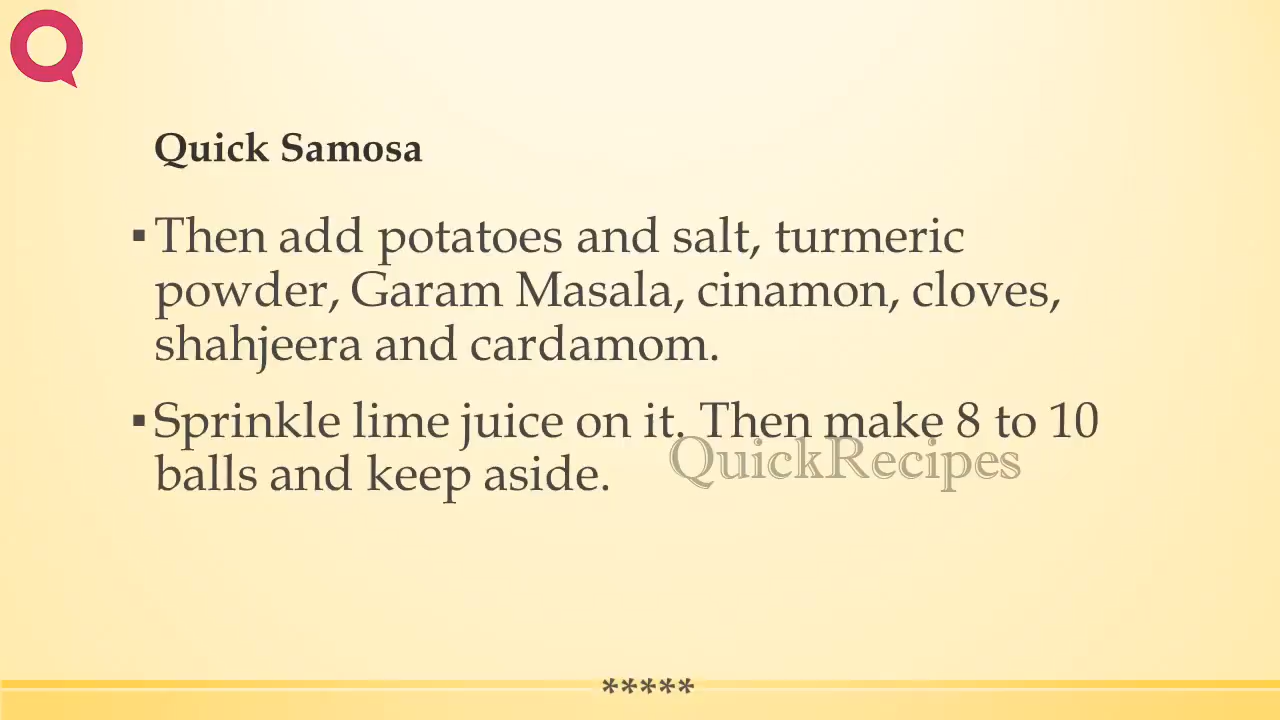 Quick Samosa
▪Then add potatoes and salt, turmeric
powder, Garam Masala, cinamon, cloves,
shahjeera and cardamom.
▪Sprinkle lime juice on it. Then make 8 to 10
balls and keep aside.
QuickRecipes
*****